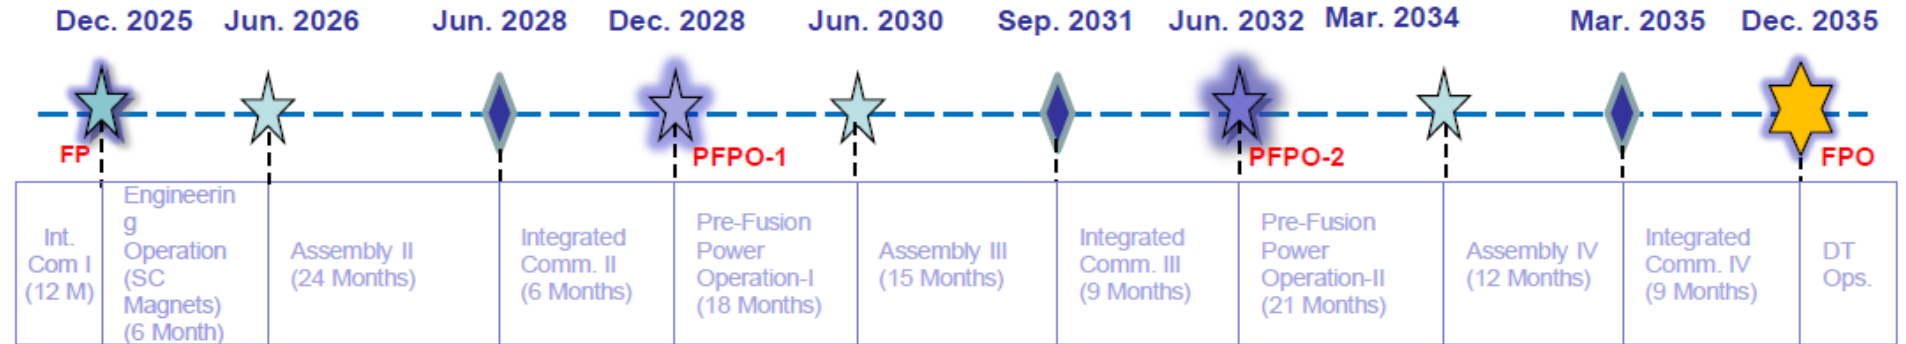 Dec. 2025 Jun. 2026 Jun. 2028 Dec. 2028 Jun. 2030 Sep. 2031 Jun. 2032 Mar. 2034 Mar. 2035 Dec. 2035
FP PFPO-1 PFPO-2 FPO
Int.
Com I
(12 M)
Engineerin
g
Operation
(SC
Magnets)
(6 Month)
Assembly II
(24 Months)
Integrated
Comm. II
(6 Months)
Pre-Fusion
Power
Operation-I
(18 Months)
Assembly III
(15 Months)
Integrated
Comm. III
(9 Months)
Pre-Fusion
Power
Operation-II
(21 Months)
Assembly IV
(12 Months)
Integrated
Comm. IV
(9 Months)
DT
Ops.